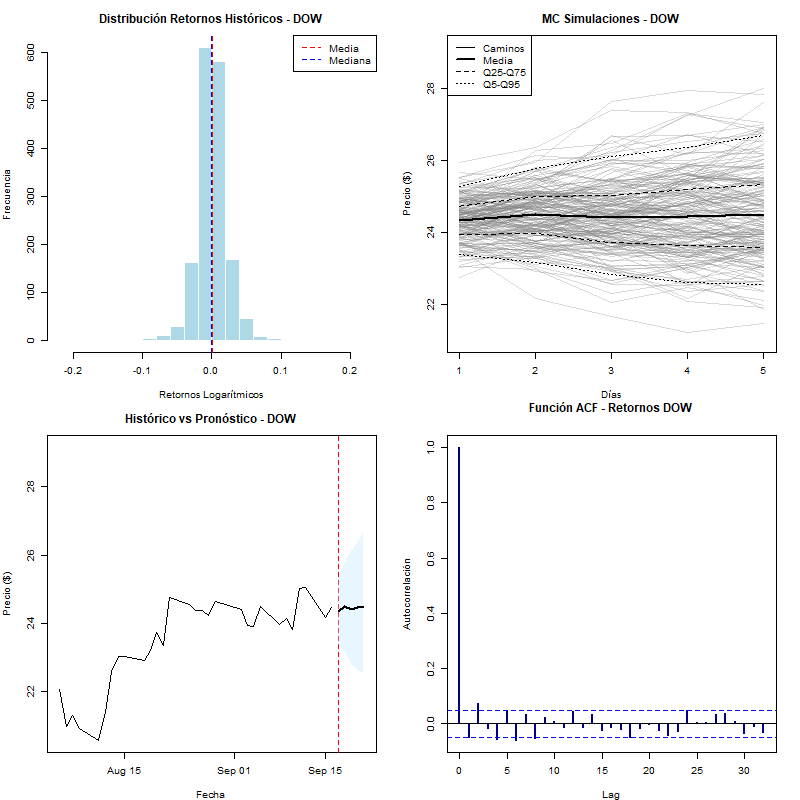 Distribución Retornos Históricos - DOW
Frecuencia
600
500
400
300
200
100
0
Media
Mediana
-0.2
-0.1
0.0
0.1
0.2
Retornos Logarítmicos
MC Simulaciones - DOW
Precio ($)
28
26
24
22
Caminos
Media
Q25-Q75
Q5-Q95
1
2
3
4
5
Días
Histórico vs Pronóstico - DOW
Precio ($)
28
26
24
22
Aug 15
Sep 01
Sep 15
Fecha
Función ACF - Retornos DOW
Autocorrelación
1.0
0.8
0.6
0.4
0.2
0.0
0
5
10
15
20
25
30
Lag